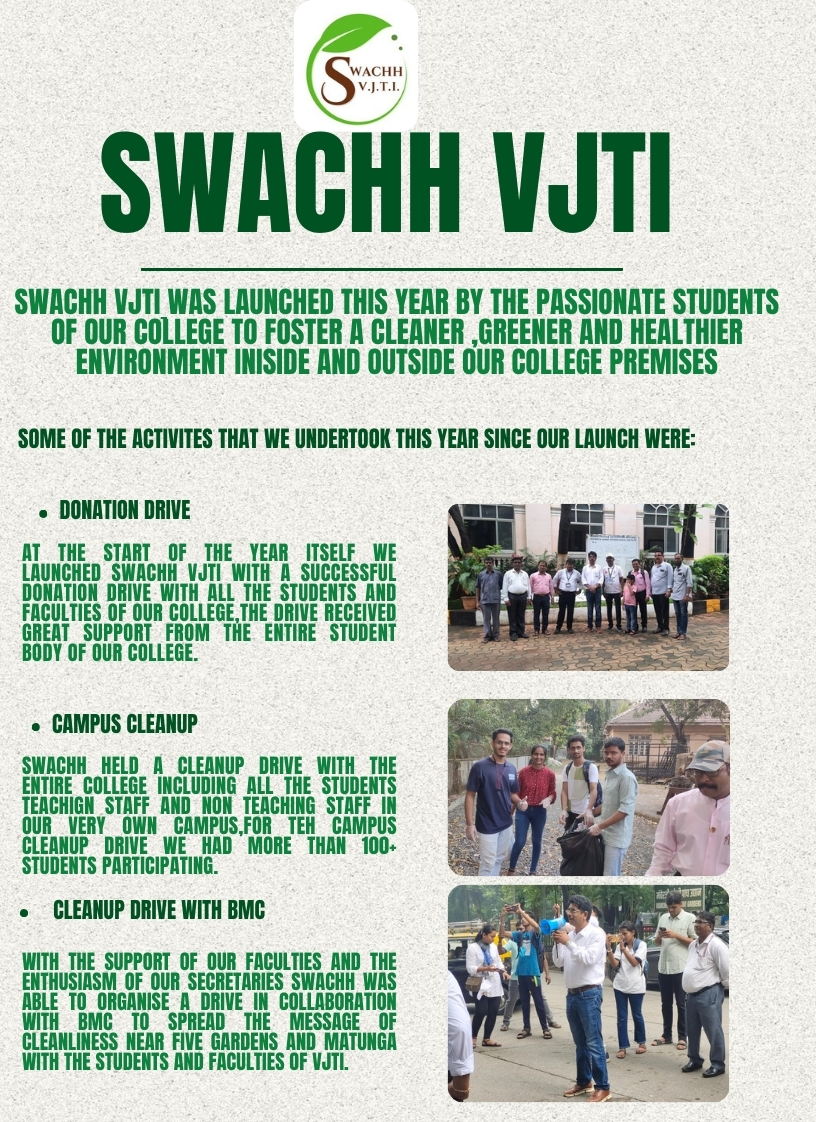 SWACHH
V.J.T.I.
SWACHH VJTI
SWACHH VJTI WAS LAUNCHED THIS YEAR BY THE PASSIONATE STUDENTS
OF OUR COLLEGE TO FOSTER A CLEANER ,GREENER AND HEALTHIER
ENVIRONMENT INISIDE AND OUTSIDE OUR COLLEGE PREMISES
SOME OF THE ACTIVITES THAT WE UNDERTOOK THIS YEAR SINCE OUR LAUNCH WERE:
• DONATION DRIVE
AT THE START OF THE YEAR ITSELF WE
LAUNCHED SWACHH VJTI WITH A SUCCESSFUL
DONATION DRIVE WITH ALL THE STUDENTS AND
FACULTIES OF OUR COLLEGE,THE DRIVE RECEIVED
GREAT SUPPORT FROM THE ENTIRE STUDENT
BODY OF OUR COLLEGE.
• CAMPUS CLEANUP
SWACHH HELD A CLEANUP DRIVE WITH THE
ENTIRE COLLEGE INCLUDING ALL THE STUDENTS
TEACHIGN STAFF AND NON TEACHING STAFF IN
OUR VERY OWN CAMPUS,FOR TEH CAMPUS
CLEANUP DRIVE WE HAD MORE THAN 100+
STUDENTS PARTICIPATING.
• CLEANUP DRIVE WITH BMC
WITH THE SUPPORT OF OUR FACULTIES AND THE
ENTHUSIASM OF OUR SECRETARIES SWACHH WAS
ABLE TO ORGANISE A DRIVE IN COLLABORATION
WITH BMC TO SPREAD THE MESSAGE OF
CLEANLINESS NEAR FIVE GARDENS AND MATUNGA
WITH THE STUDENTS AND FACULTIES OF VJTI.